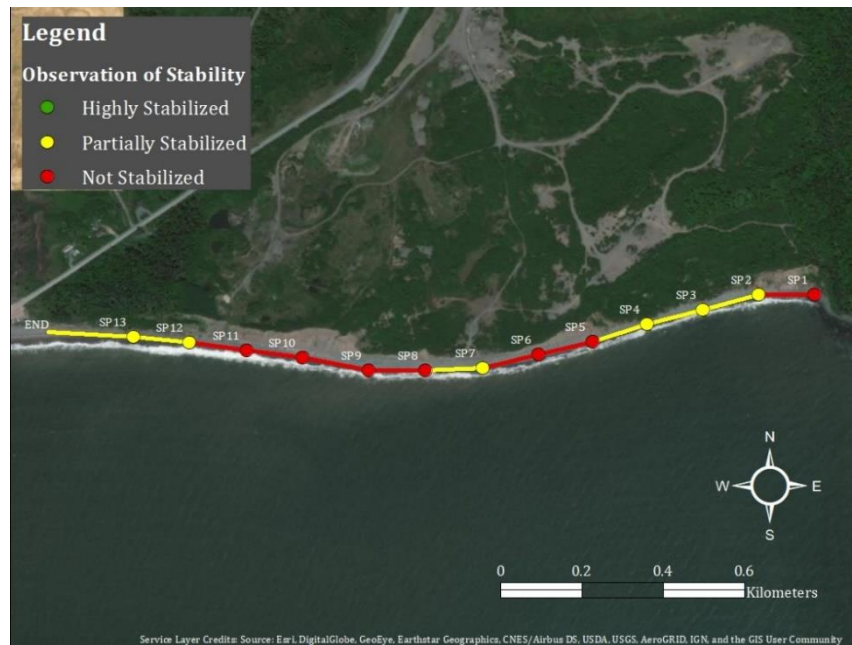 Legend
Observation of Stability
Highly Stabilized
Partially Stabilized
Not Stabilized
SP1
SP2
SP3
SP4
SP5
SP6
SP7
SP8
SP9
SP10
SP11
SP12
SP13
END
N
W E
S
0 0.2 0.4 0.6
Kilometers
Service Layer Credits: Source: Esri, DigitalGlobe, GeoEye, Earthstar Geographics, CNES/Airbus DS, USDA, USGS, AeroGRID, IGN, and the GIS User Community